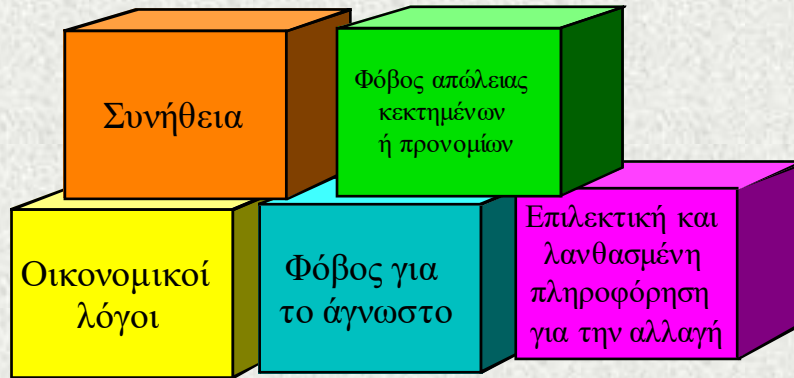 Συνήθεια
Φόβος απώλειας
κεκτημένων
ή προνομίων
Οικονομικοί
λόγοι
Φόβος για
το άγνωστο
Επιλεκτική και
λανθασμένη
πληροφόρηση
για την αλλαγή